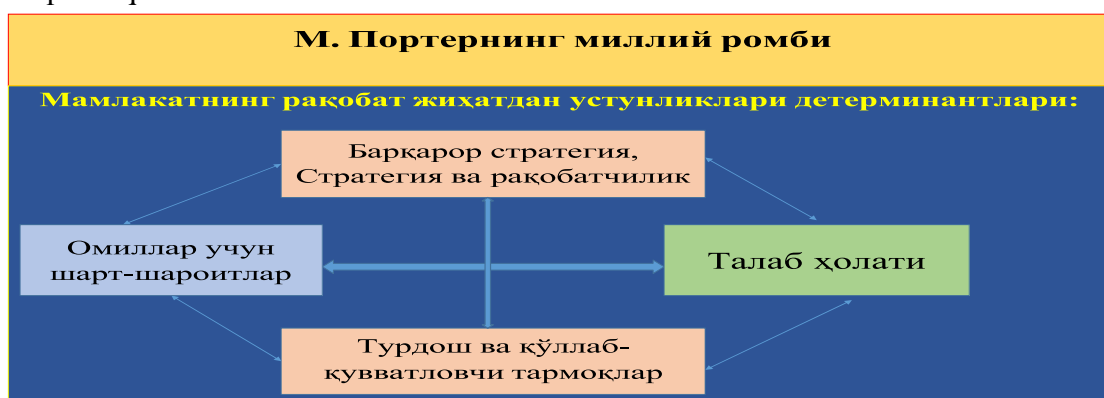 М. Портернинг миллий ромби
Мамлакатнинг рақобат жиҳатдан устунликлари детерминантлари:
Барқарор стратегия,
Стратегия ва рақобатчилик
Омиллар учун
шарт-шароитлар
Талаб ҳолати
Турдош ва қўллаб-
қувватловчи тармоқлар